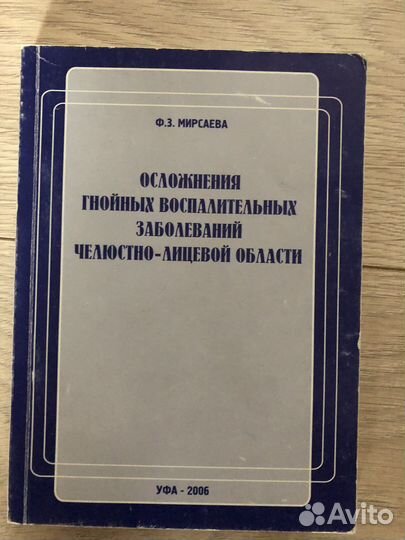 Ф.З. МИРСАЕВА
ОСЛОЖНЕНИЯ
ГНОЙНЫХ ВОСПАЛИТЕЛЬНЫХ
ЗАБОЛЕВАНИЙ
ЧЕЛЮСТНО-ЛИЦЕВОЙ ОБЛАСТИ
УФА - 2006
Avito